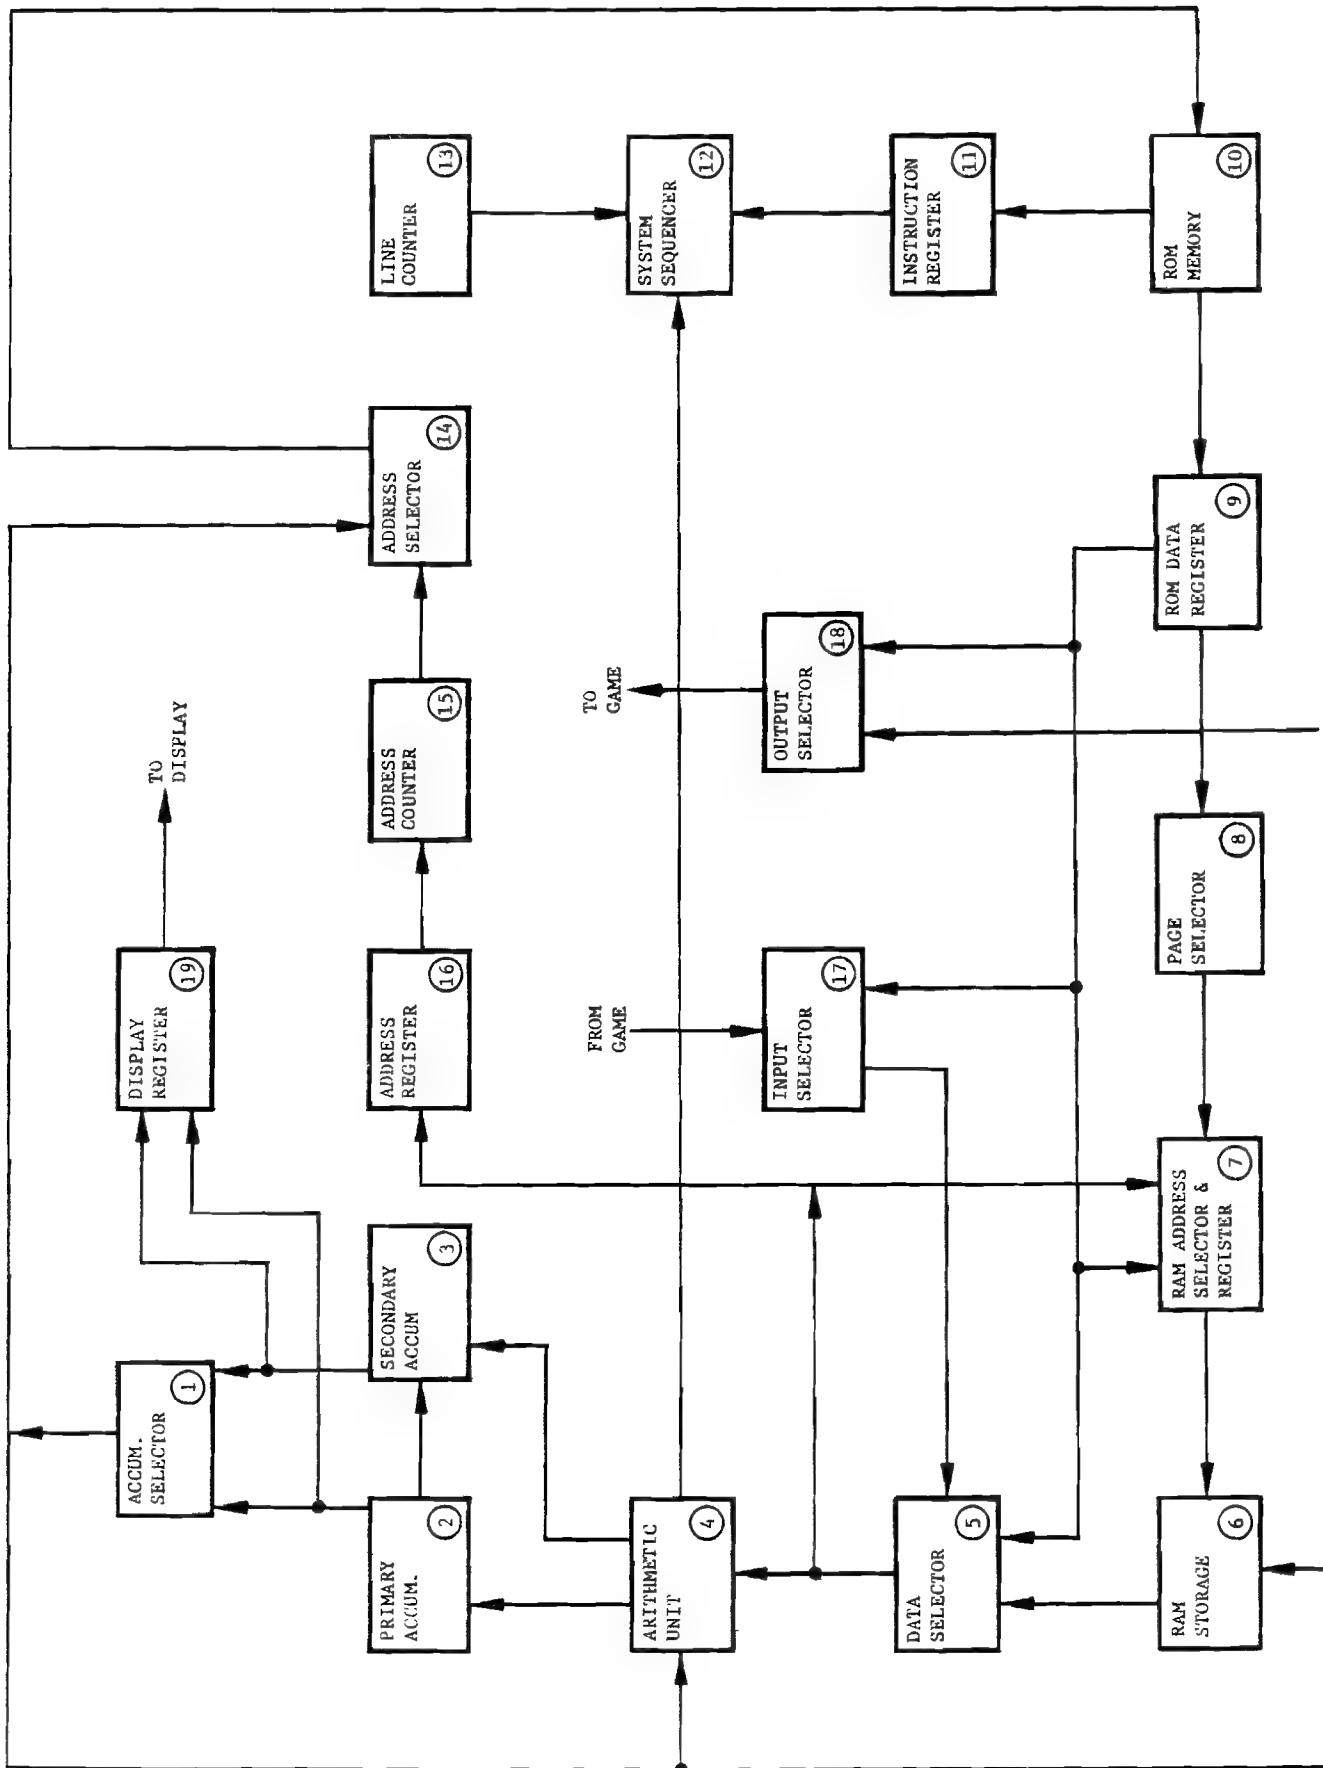 ACCUM.
SELECTOR
1
DISPLAY
REGISTER
19
TO
DISPLAY
PRIMARY
ACCUM.
2
SECONDARY
ACCUM
3
ADDRESS
REGISTER
16
ADDRESS
COUNTER
15
ADDRESS
SELECTOR
14
LINE
COUNTER
13
FROM
GAME
TO
GAME
ARITHMETIC
UNIT
4
SYSTEM
SEQUENCER
12
INPUT
SELECTOR
17
OUTPUT
SELECTOR
18
DATA
SELECTOR
5
INSTRUCTION
REGISTER
11
RAM
STORAGE
6
RAM ADDRESS
SELECTOR &
REGISTER
7
PAGE
SELECTOR
8
ROM DATA
REGISTER
9
ROM
MEMORY
10